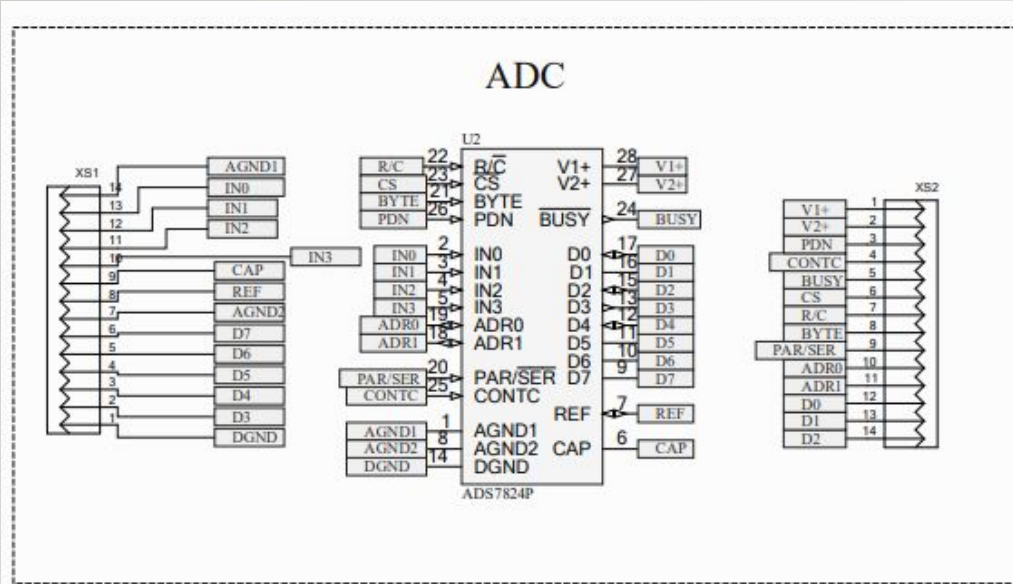 ADC
XS1
14 AGND1
13 IN0
12 IN1
11 IN2
10 IN3
9 CAP
8 REF
7 AGND2
6 D7
5 D6
4 D5
3 D4
2 D3
1 DGND
U2
R/C 22 R/C V1+ 28 V1+
CS 23 CS V2+ 27 V2+
BYTE 21 BYTE
PDN 26 PDN BUSY 24 BUSY
IN0 2 IN0 D0 17 D0
IN1 3 IN1 D1 16 D1
IN2 4 IN2 D2 15 D2
IN3 5 IN3 D3 13 D3
ADR0 19 ADR0 D4 12 D4
ADR1 18 ADR1 D5 11 D5
D6 10 D6
PAR/SER 20 PAR/SER D7 9 D7
CONTC 25 CONTC
REF 7 REF
AGND1 1 AGND1
AGND2 8 AGND2 CAP 6 CAP
DGND 14 DGND
ADS7824P
XS2
V1+ 1
V2+ 2
PDN 3
CONTC 4
BUSY 5
CS 6
R/C 7
BYTE 8
PAR/SER 9
ADR0 10
ADR1 11
D0 12
D1 13
D2 14